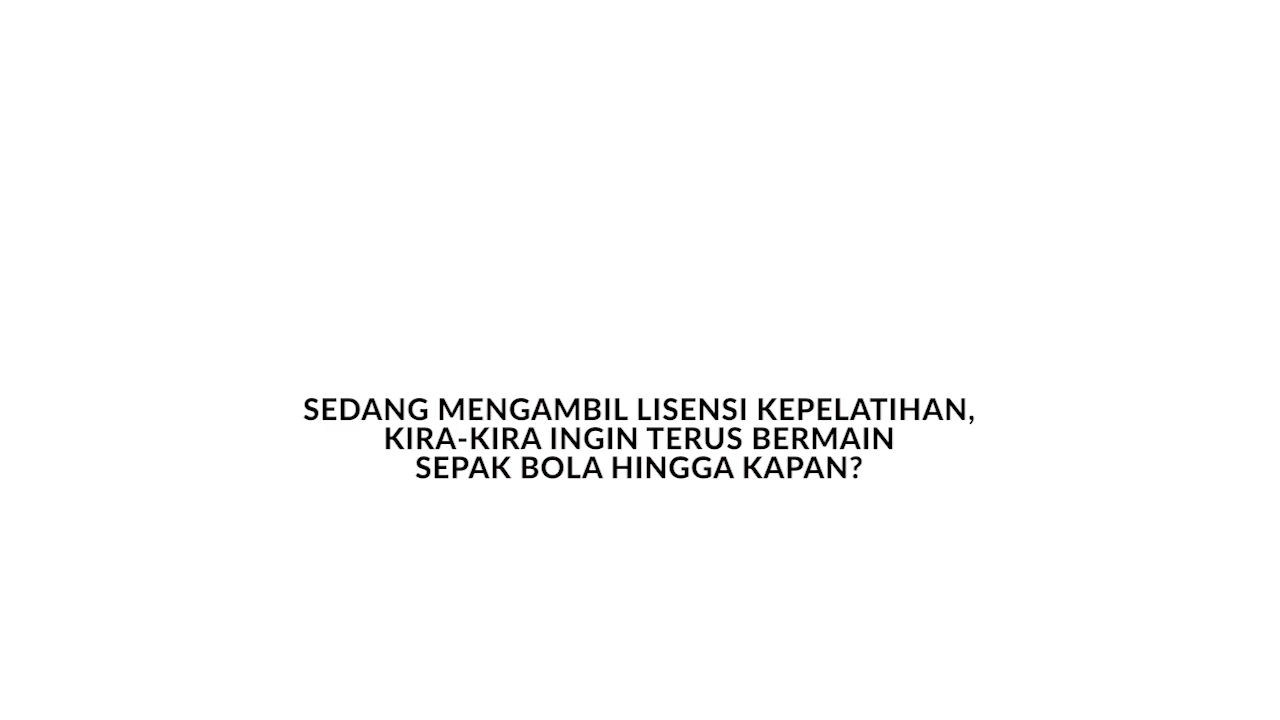 SEDANG MENGAMBIL LISENSI KEPELATIHAN,
KIRA-KIRA INGIN TERUS BERMAIN
SEPAK BOLA HINGGA KAPAN?